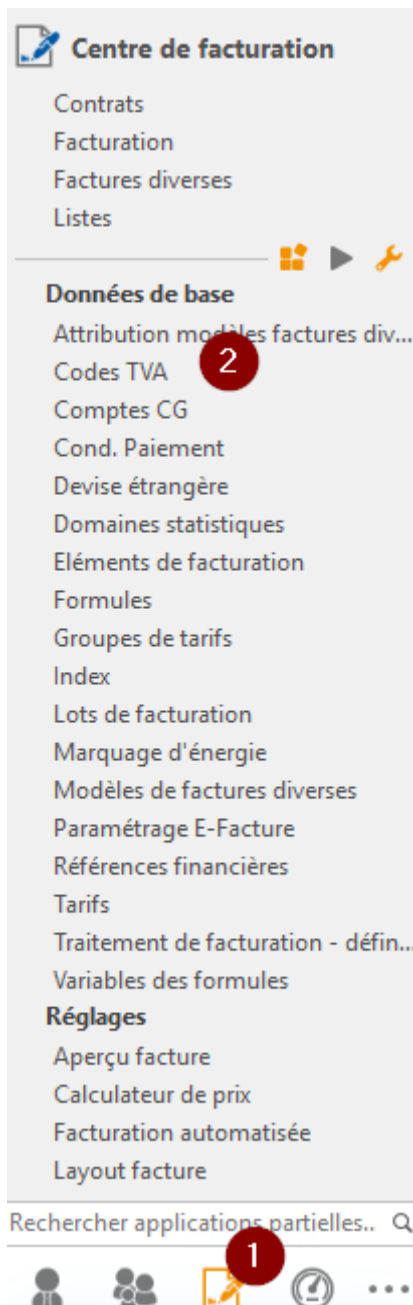 Centre de facturation
Contrats
Facturation
Factures diverses
Listes
Données de base
Attribution modèles factures div...
Codes TVA
2
Comptes CG
Cond. Paiement
Devise étrangère
Domaines statistiques
Eléments de facturation
Formules
Groupes de tarifs
Index
Lots de facturation
Marquage d'énergie
Modèles de factures diverses
Paramétrage E-Facture
Références financières
Tarifs
Traitement de facturation - défin...
Variables des formules
Réglages
Aperçu facture
Calculateur de prix
Facturation automatisée
Layout facture
Rechercher applications partielles..
1